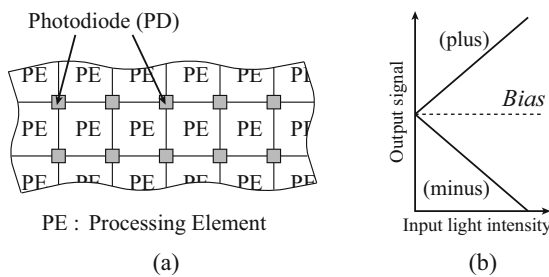 Photodiode (PD)
PE PE PE PE PE P
PE PE PE PE PE
PE PE PE PE PE
PE : Processing Element
(a)
Output signal
(plus)
Bias
(minus)
Input light intensity
(b)